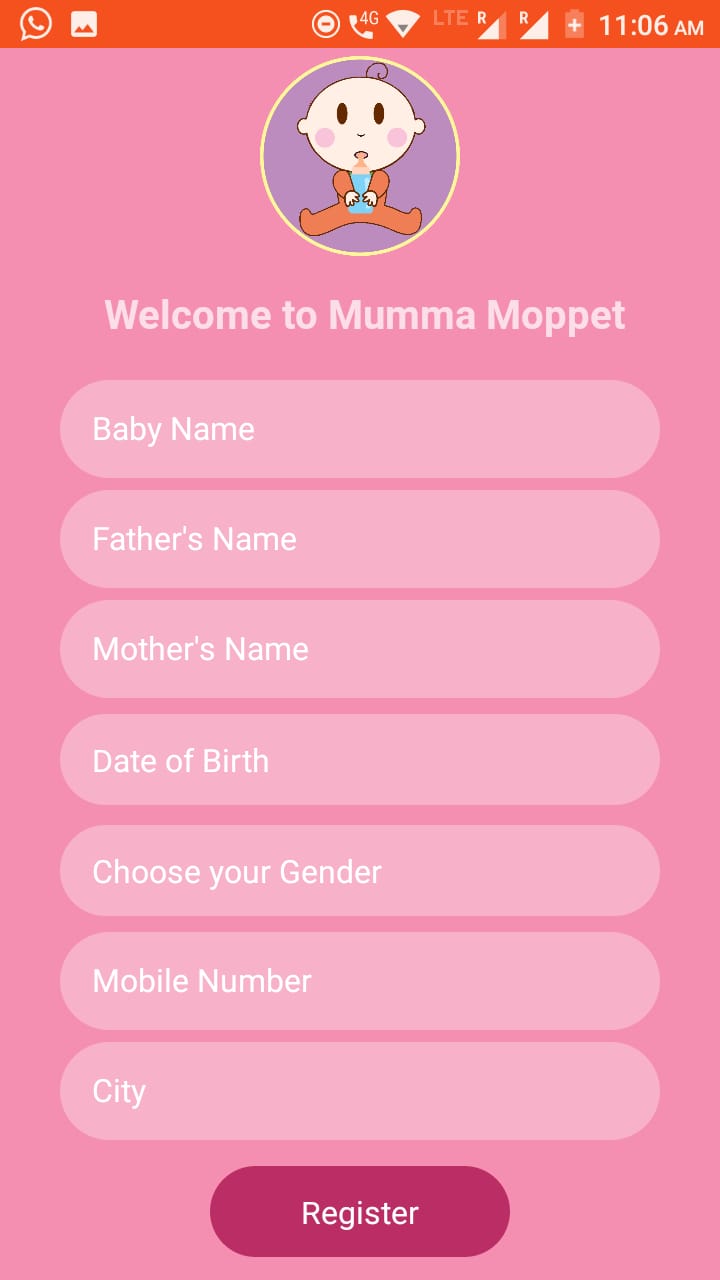 4G LTE R R 11:06 AM
Welcome to Mumma Moppet
Baby Name
Father's Name
Mother's Name
Date of Birth
Choose your Gender
Mobile Number
City
Register